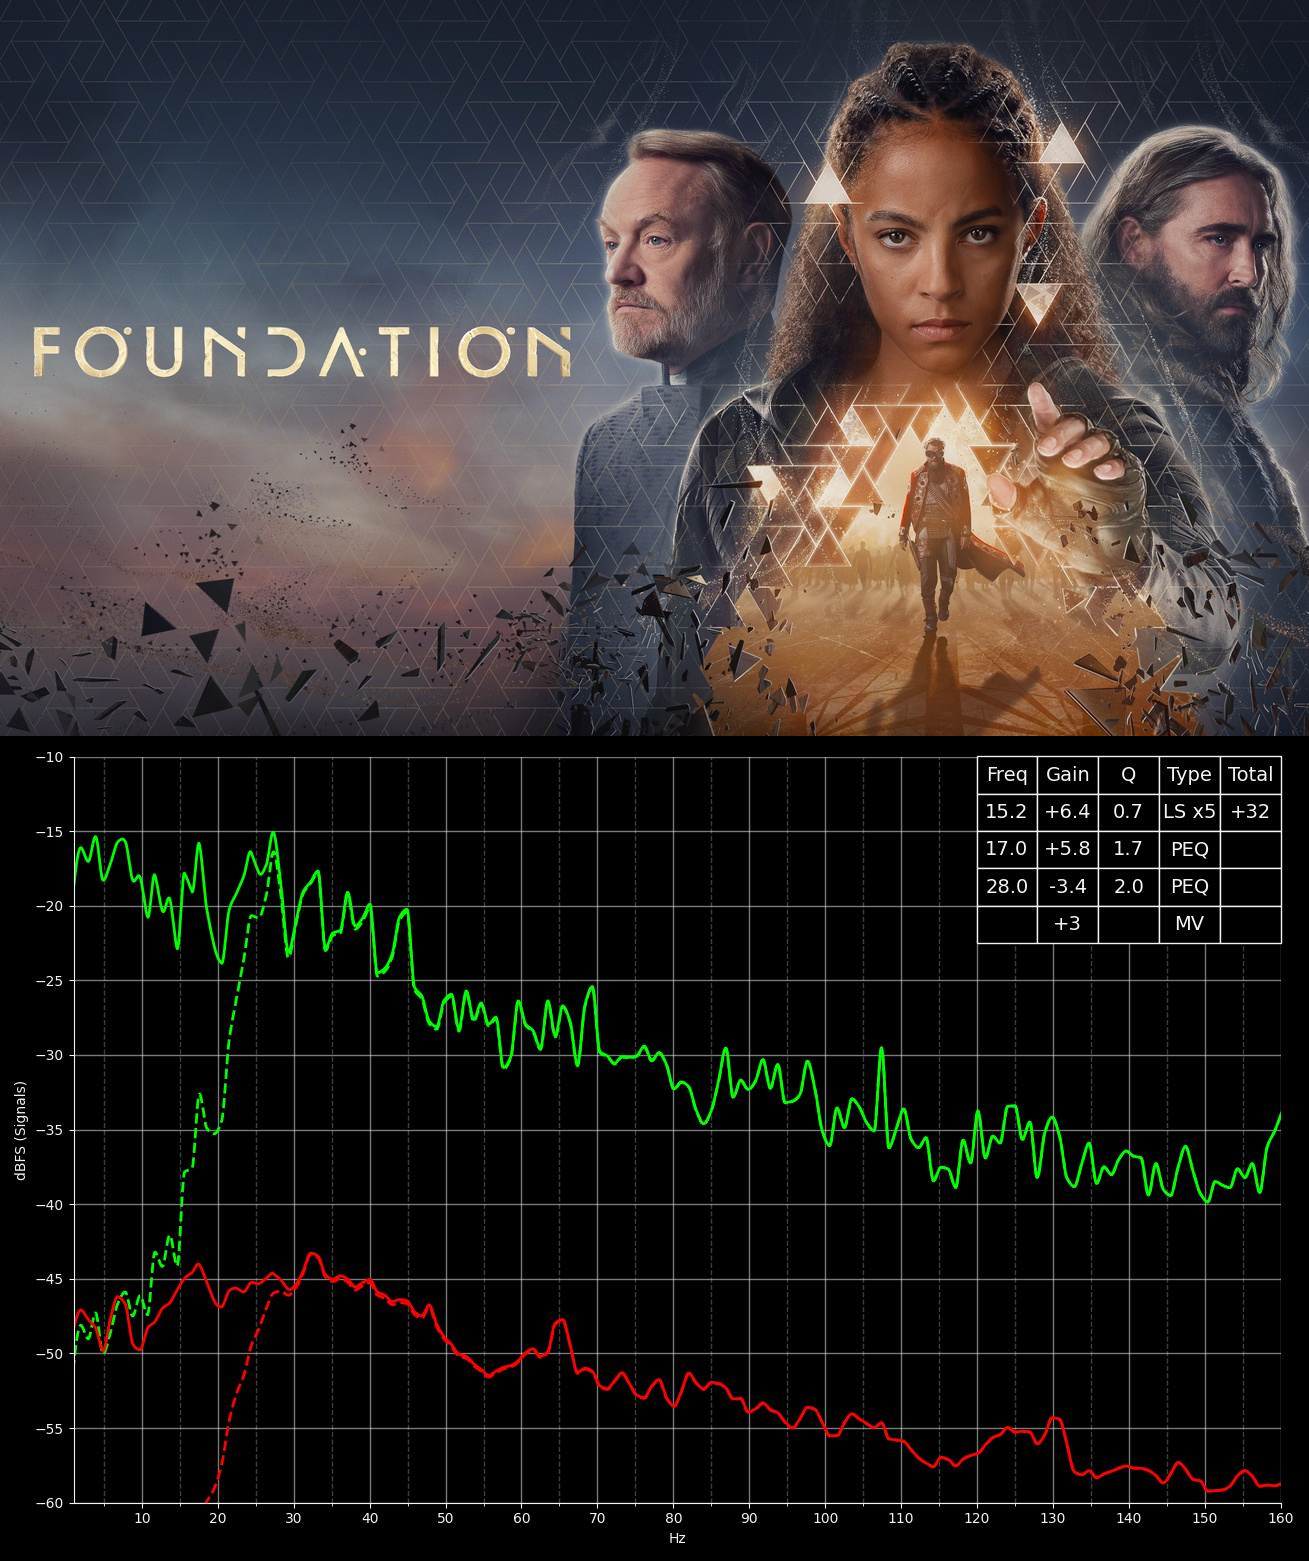 FOUNDATION
Freq Gain Q Type Total
15.2 +6.4 0.7 LS x5 +32
17.0 +5.8 1.7 PEQ
28.0 -3.4 2.0 PEQ
+3 MV
−10
−15
−20
−25
−30
−35
−40
−45
−50
−55
−60
dBFS (Signals)
10 20 30 40 50 60 70 80 90 100 110 120 130 140 150 160
Hz